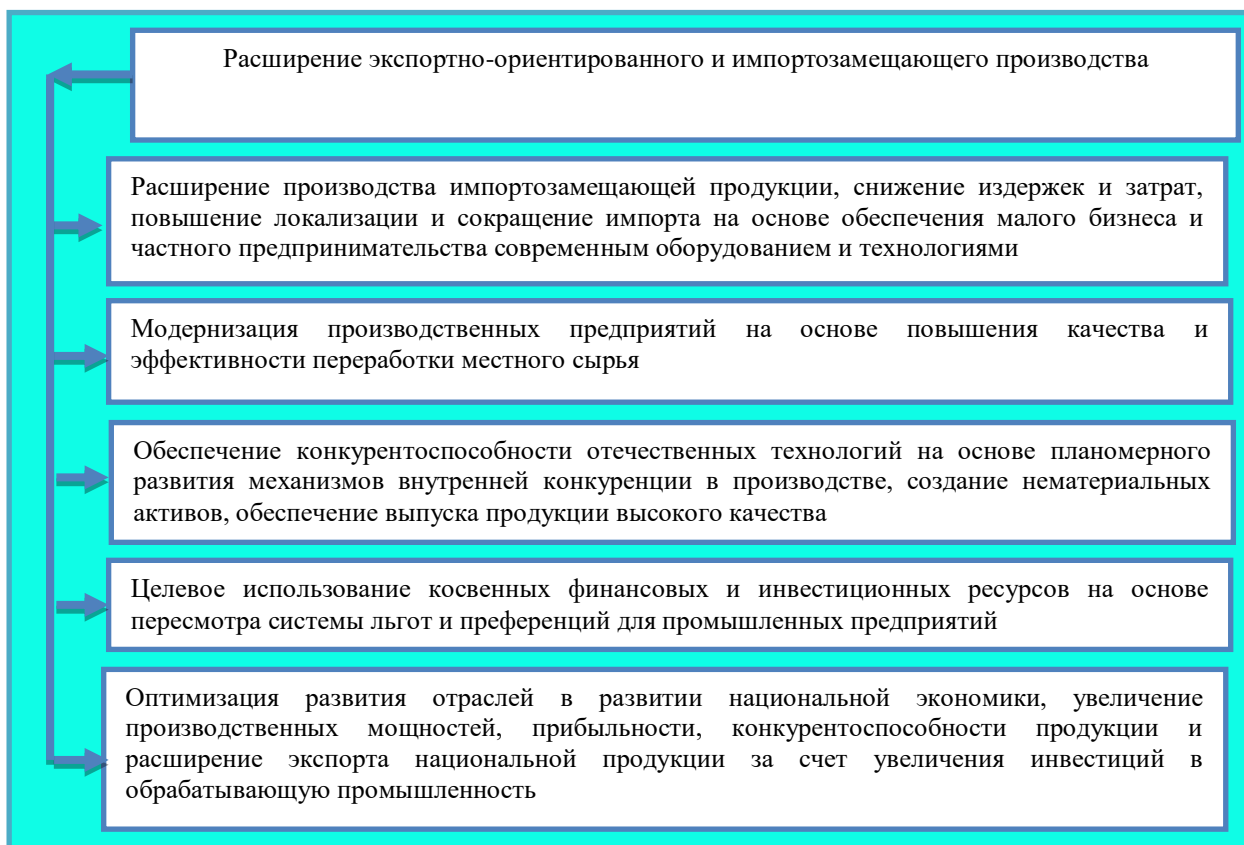 Расширение экспортно-ориентированного и импортозамещающего производства
Расширение производства импортозамещающей продукции, снижение издержек и затрат,
повышение локализации и сокращение импорта на основе обеспечения малого бизнеса и
частного предпринимательства современным оборудованием и технологиями
Модернизация производственных предприятий на основе повышения качества и
эффективности переработки местного сырья
Обеспечение конкурентоспособности отечественных технологий на основе планомерного
развития механизмов внутренней конкуренции в производстве, создание нематериальных
активов, обеспечение выпуска продукции высокого качества
Целевое использование косвенных финансовых и инвестиционных ресурсов на основе
пересмотра системы льгот и преференций для промышленных предприятий
Оптимизация развития отраслей в развитии национальной экономики, увеличение
производственных мощностей, прибыльности, конкурентоспособности продукции и
расширение экспорта национальной продукции за счет увеличения инвестиций в
обрабатывающую промышленность